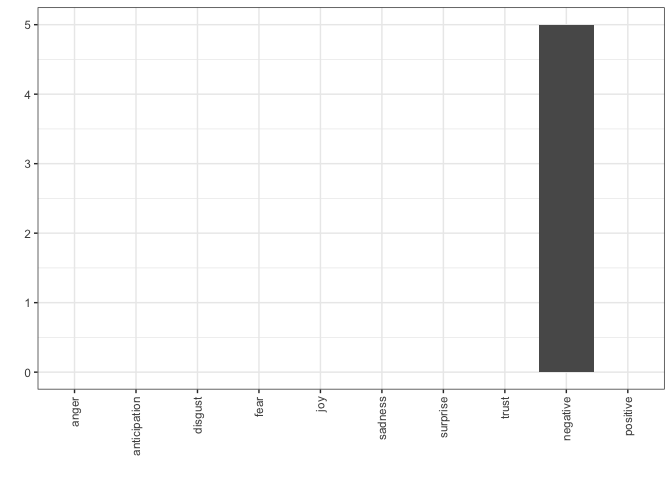 5
4
3
2
1
0
anger
anticipation
disgust
fear
joy
sadness
surprise
trust
negative
positive